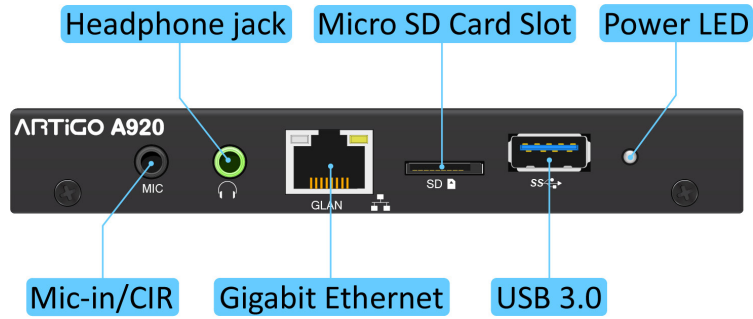 Headphone jack
Micro SD Card Slot
Power LED
ARTiGO A920
MIC
GLAN
SD
SS
Mic-in/CIR
Gigabit Ethernet
USB 3.0